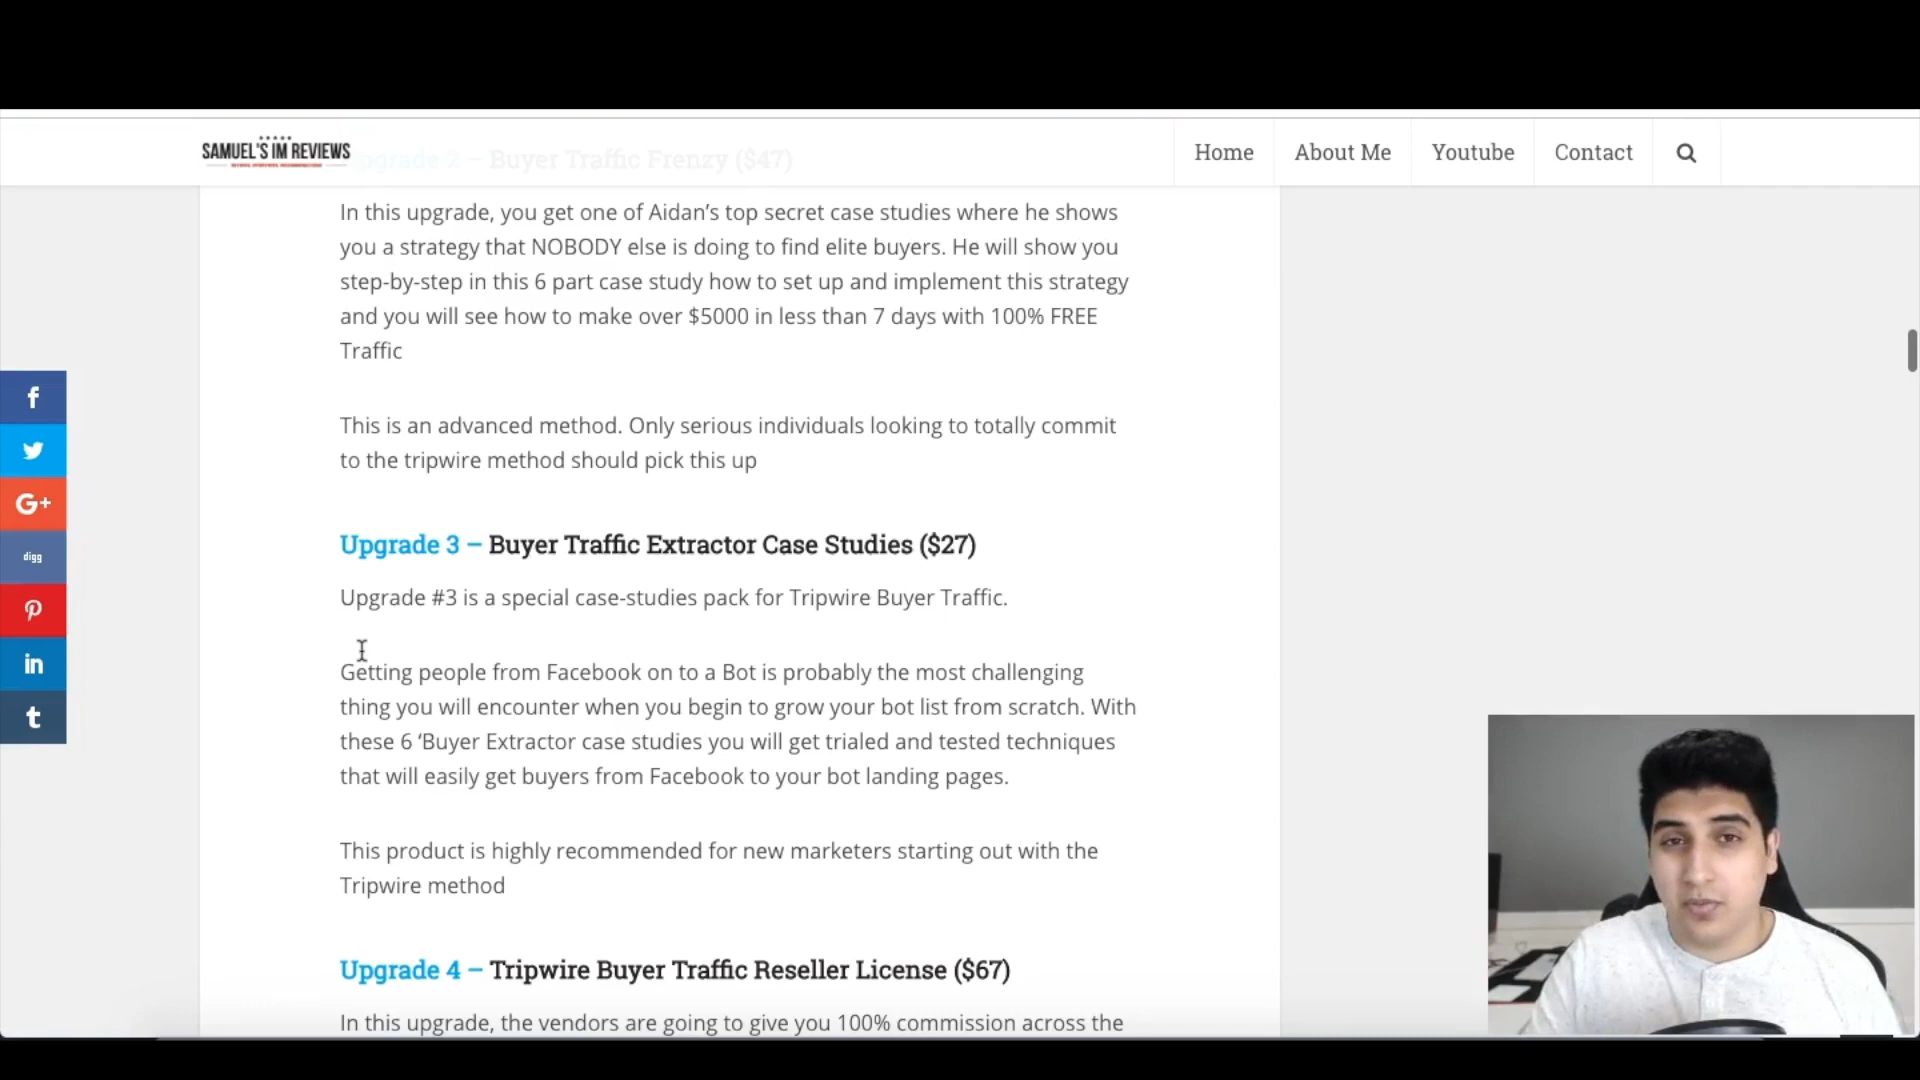 SAMUEL'S IM REVIEWS
Home
About Me
Youtube
Contact
Upgrade 2 – Buyer Traffic Frenzy ($47)
In this upgrade, you get one of Aidan’s top secret case studies where he shows
you a strategy that NOBODY else is doing to find elite buyers. He will show you
step-by-step in this 6 part case study how to set up and implement this strategy
and you will see how to make over $5000 in less than 7 days with 100% FREE
Traffic
This is an advanced method. Only serious individuals looking to totally commit
to the tripwire method should pick this up
Upgrade 3 – Buyer Traffic Extractor Case Studies ($27)
Upgrade #3 is a special case-studies pack for Tripwire Buyer Traffic.
Getting people from Facebook on to a Bot is probably the most challenging
thing you will encounter when you begin to grow your bot list from scratch. With
these 6 ‘Buyer Extractor case studies you will get trialed and tested techniques
that will easily get buyers from Facebook to your bot landing pages.
This product is highly recommended for new marketers starting out with the
Tripwire method
Upgrade 4 – Tripwire Buyer Traffic Reseller License ($67)
In this upgrade, the vendors are going to give you 100% commission across the
f
G+
digg
in
t